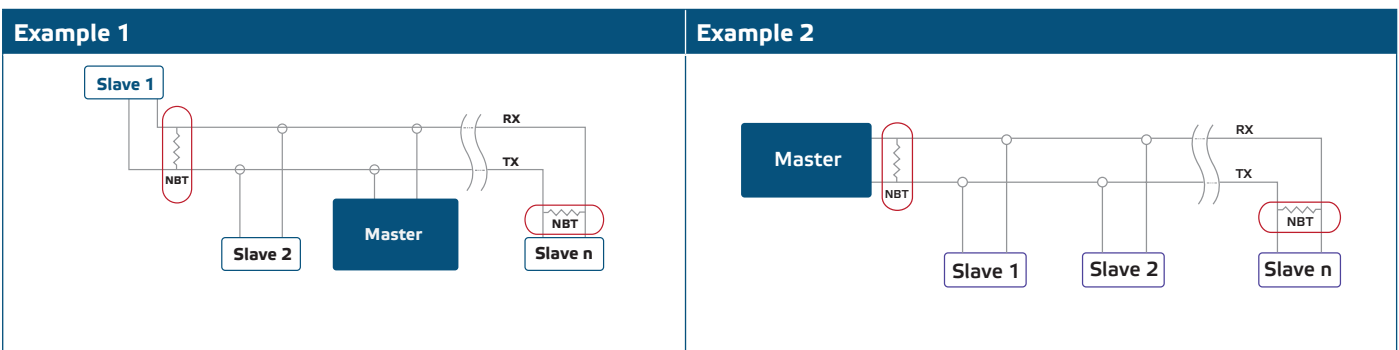 Example 1
Slave 1
RX
TX
NBT
NBT
Slave 2
Master
Slave n
Example 2
Master
RX
TX
NBT
NBT
Slave 1
Slave 2
Slave n